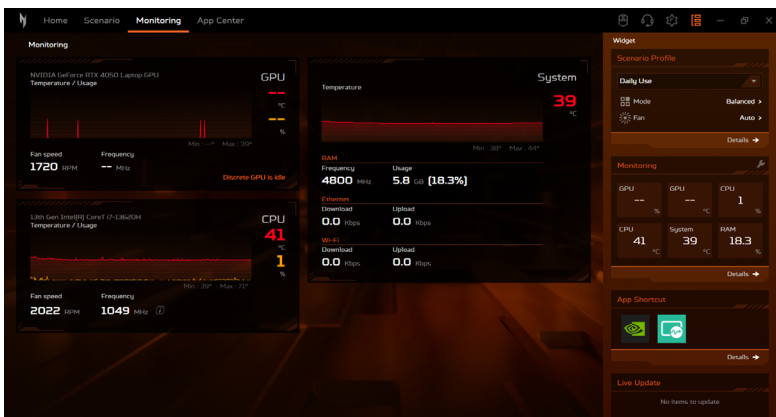 Home Scenario Monitoring App Center
Monitoring
NVIDIA GeForce RTX 4050 Laptop GPU
Temperature / Usage
GPU
--
°C
--
%
Min : --° Max : 39°
Fan speed Frequency
1720 RPM -- MHz
Discrete GPU is idle
13th Gen Intel(R) Core(TM) i7-13620H
Temperature / Usage
CPU
41
°C
1
%
Min : 39° Max : 71°
Fan speed Frequency
2022 RPM 1049 MHz i
System
Temperature
39
°C
Min : 38° Max : 44°
RAM
Frequency Usage
4800 MHz 5.8 GB (18.3%)
Ethernet
Download Upload
0.0 Kbps 0.0 Kbps
Wi-Fi
Download Upload
0.0 Kbps 0.0 Kbps
Widget
Scenario Profile
Daily Use
Mode Balanced >
Fan Auto >
Details →
Monitoring
GPU GPU CPU
-- -- 1
% °C %
CPU System RAM
41 39 18.3
°C °C %
Details →
App Shortcut
Details →
Live Update
No items to update